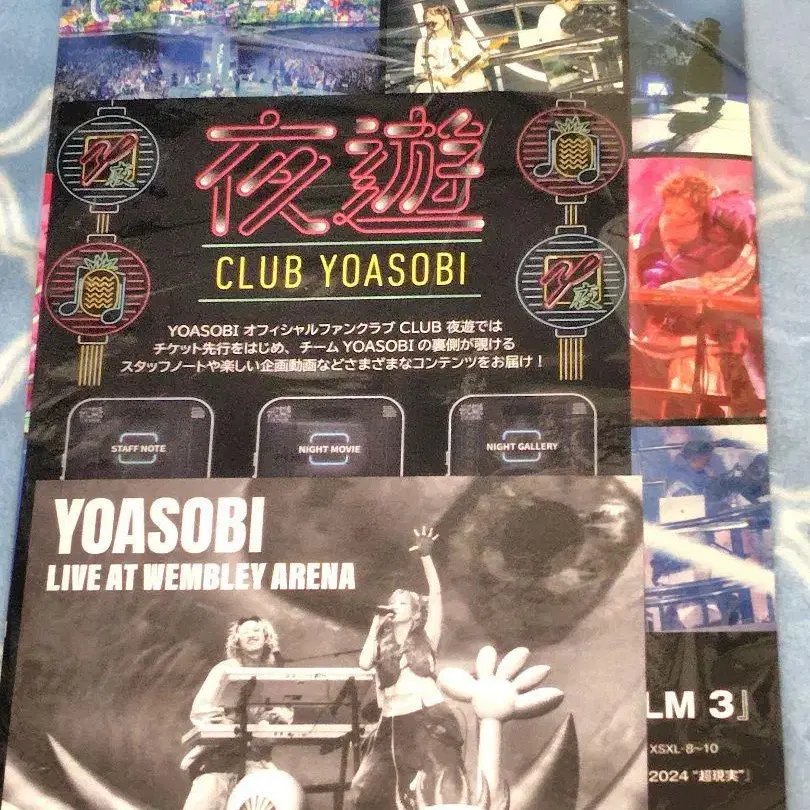 夜遊
CLUB YOASOBI
夜
夜
YOASOBI オフィシャルファンクラブ CLUB 夜遊では
チケット先行をはじめ、チーム YOASOBI の裏側が覗ける
スタッフノートや楽しい企画動画などさまざまなコンテンツをお届け！
STAFF NOTE
NIGHT MOVIE
NIGHT GALLERY
YOASOBI
LIVE AT WEMBLEY ARENA
LM 3』
XSXL-8~10
2024 “超現実”』